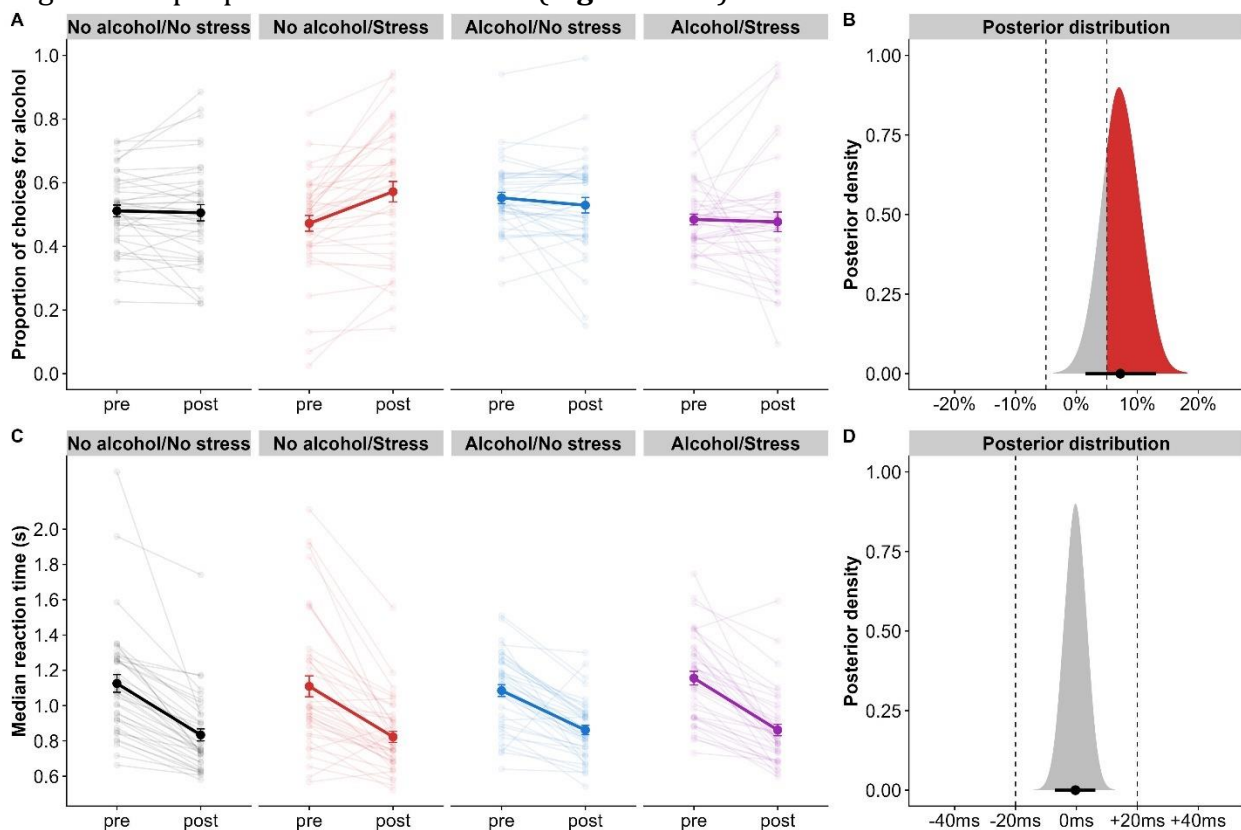 A No alcohol/No stress No alcohol/Stress Alcohol/No stress Alcohol/Stress
Proportion of choices for alcohol
1.0
0.8
0.6
0.4
0.2
0.0
pre post pre post pre post pre post
B Posterior distribution
Posterior density
1.00
0.75
0.50
0.25
0.00
-20% -10% 0% 10% 20%
C No alcohol/No stress No alcohol/Stress Alcohol/No stress Alcohol/Stress
Median reaction time (s)
2.0
1.8
1.6
1.4
1.2
1.0
0.8
0.6
pre post pre post pre post pre post
D Posterior distribution
Posterior density
1.00
0.75
0.50
0.25
0.00
-40ms -20ms 0ms +20ms +40ms